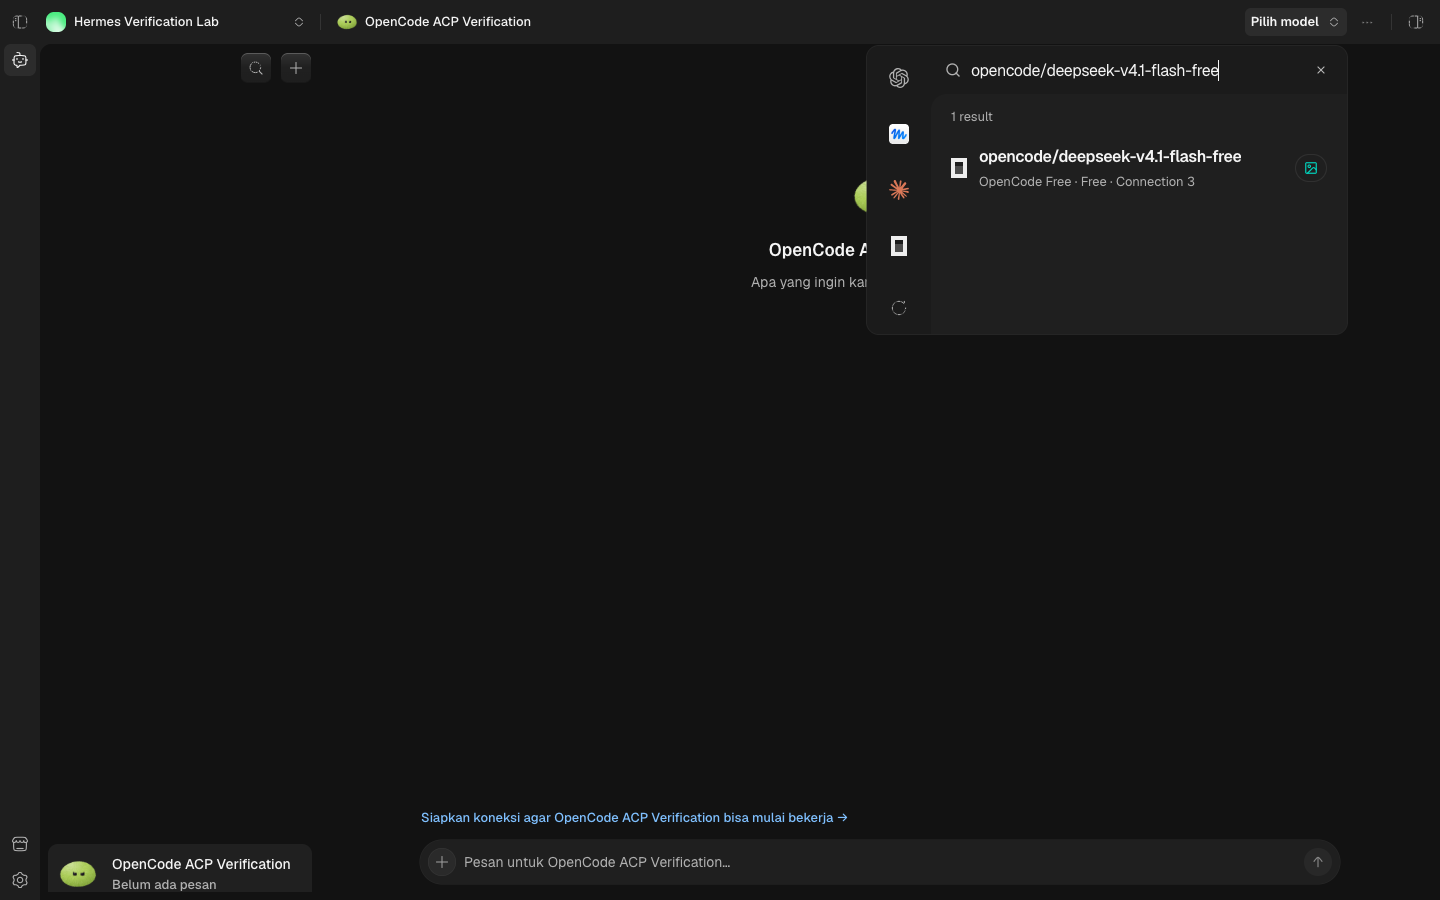 Hermes Verification Lab
OpenCode ACP Verification
Pilih model
opencode/deepseek-v4.1-flash-free
1 result
opencode/deepseek-v4.1-flash-free
OpenCode Free · Free · Connection 3
OpenCode
Apa yang ingin
Siapkan koneksi agar OpenCode ACP Verification bisa mulai bekerja →
Pesan untuk OpenCode ACP Verification...
OpenCode ACP Verification
Belum ada pesan